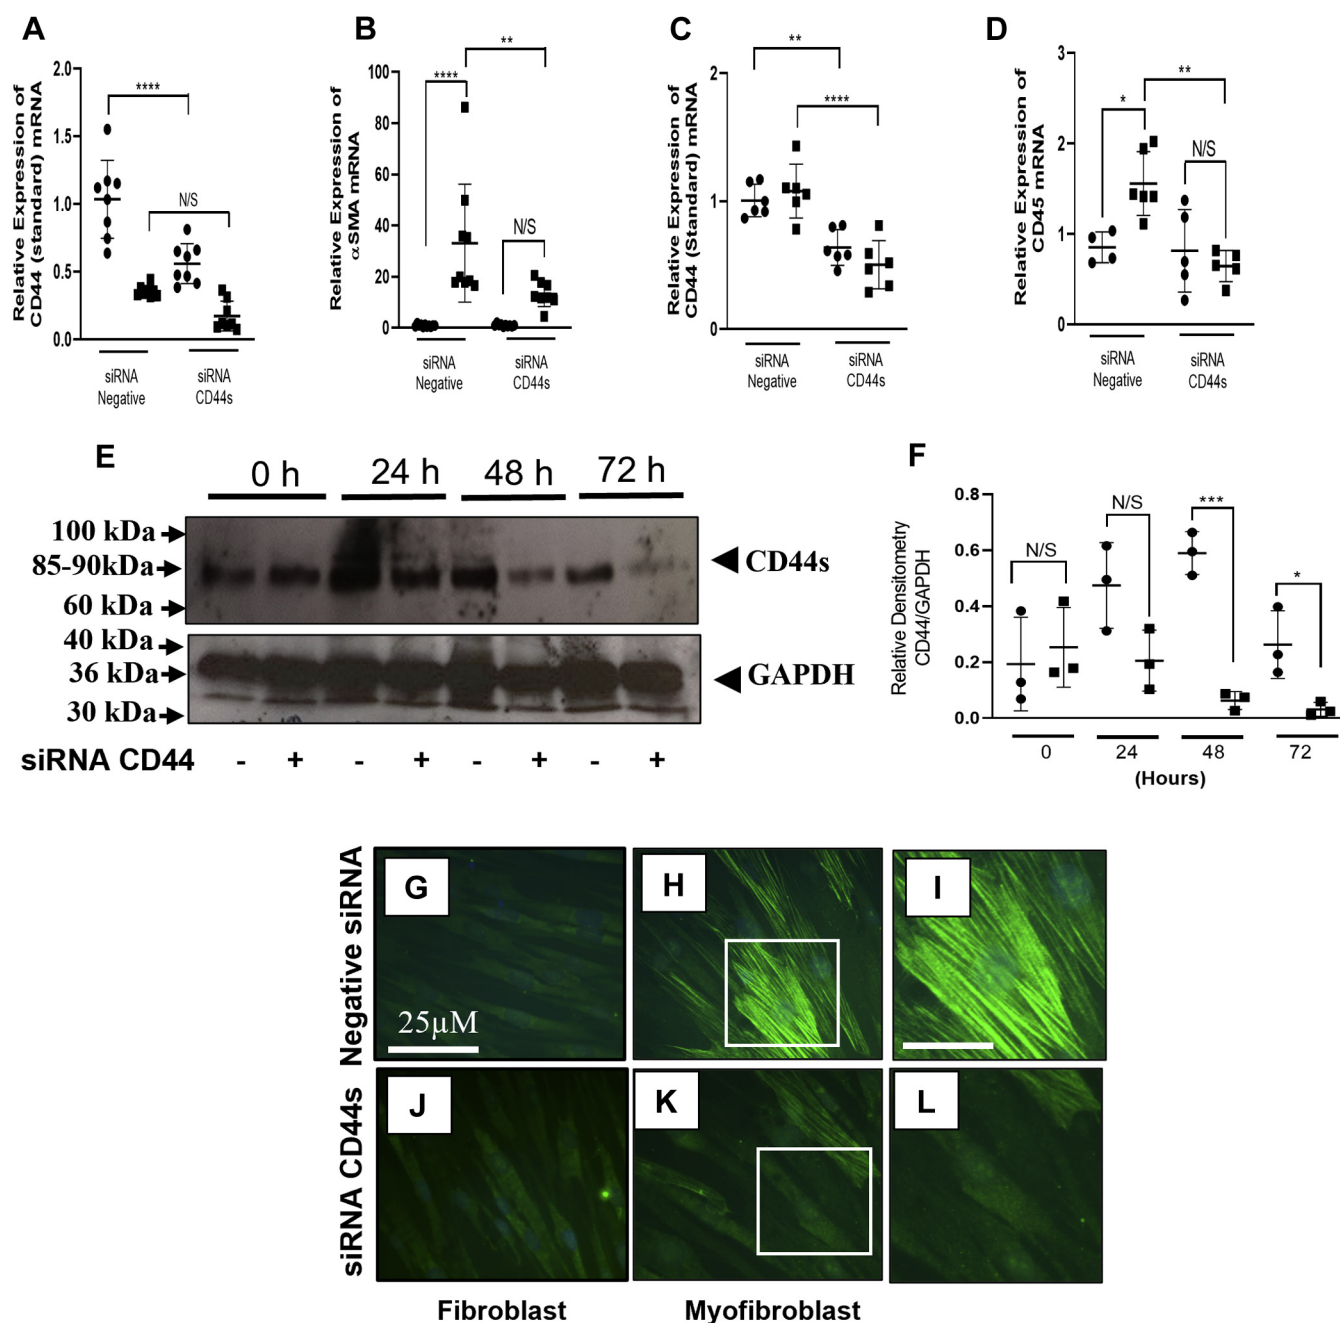 A
Relative Expression of
CD44 (standard) mRNA
2.0
1.5
1.0
0.5
0.0
****
N/S
siRNA
Negative
siRNA
CD44s
B
Relative Expression of
αSMA mRNA
100
80
60
40
20
0
****
**
N/S
siRNA
Negative
siRNA
CD44s
C
Relative Expression of
CD44 (Standard) mRNA
2
1
0
**
****
siRNA
Negative
siRNA
CD44s
D
Relative Expression of
CD45 mRNA
3
2
1
0
*
**
N/S
siRNA
Negative
siRNA
CD44s
E
0 h 24 h 48 h 72 h
100 kDa
85-90kDa
60 kDa
40 kDa
36 kDa
30 kDa
CD44s
GAPDH
siRNA CD44 - + - + - + - +
F
Relative Densitometry
CD44/GAPDH
0.8
0.6
0.4
0.2
0.0
N/S
N/S
***
*
0 24 48 72
(Hours)
Negative siRNA
G
25µM
H
I
siRNA CD44s
J
K
L
Fibroblast Myofibroblast